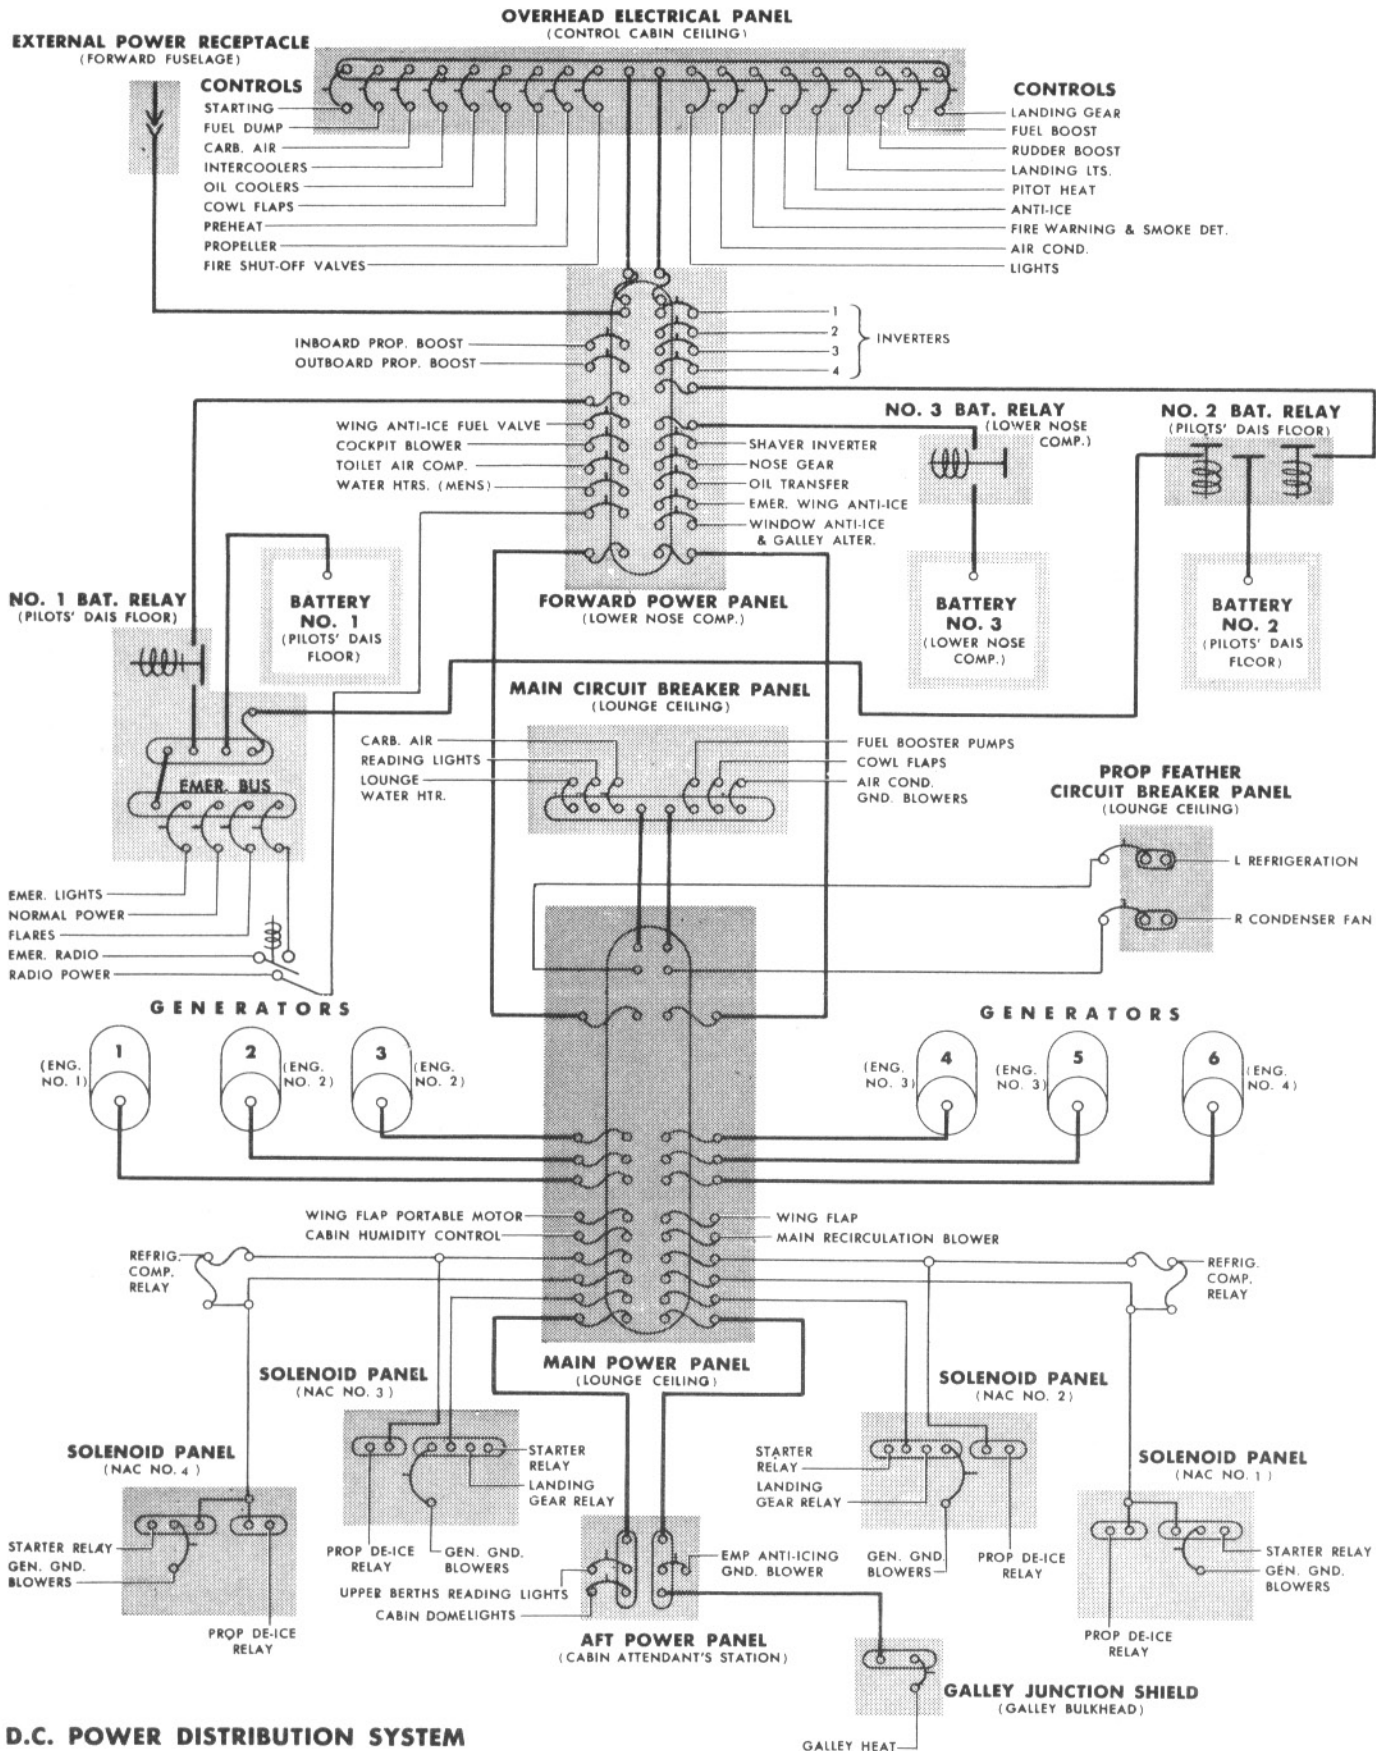 OVERHEAD ELECTRICAL PANEL
(CONTROL CABIN CEILING)
EXTERNAL POWER RECEPTACLE
(FORWARD FUSELAGE)
CONTROLS
STARTING
FUEL DUMP
CARB. AIR
INTERCOOLERS
OIL COOLERS
COWL FLAPS
PREHEAT
PROPELLER
FIRE SHUT-OFF VALVES
CONTROLS
LANDING GEAR
FUEL BOOST
RUDDER BOOST
LANDING LTS.
PITOT HEAT
ANTI-ICE
FIRE WARNING & SMOKE DET.
AIR COND.
LIGHTS
INBOARD PROP. BOOST
OUTBOARD PROP. BOOST
1
2
3
4
INVERTERS
WING ANTI-ICE FUEL VALVE
COCKPIT BLOWER
TOILET AIR COMP.
WATER HTRS. (MENS)
SHAVER INVERTER
NOSE GEAR
OIL TRANSFER
EMER. WING ANTI-ICE
WINDOW ANTI-ICE
& GALLEY ALTER.
NO. 3 BAT. RELAY
(LOWER NOSE
COMP.)
NO. 2 BAT. RELAY
(PILOTS' DAIS FLOOR)
NO. 1 BAT. RELAY
(PILOTS' DAIS FLOOR)
BATTERY
NO. 1
(PILOTS' DAIS
FLOOR)
FORWARD POWER PANEL
(LOWER NOSE COMP.)
BATTERY
NO. 3
(LOWER NOSE
COMP.)
BATTERY
NO. 2
(PILOTS' DAIS
FLOOR)
MAIN CIRCUIT BREAKER PANEL
(LOUNGE CEILING)
CARB. AIR
READING LIGHTS
LOUNGE
WATER HTR.
FUEL BOOSTER PUMPS
COWL FLAPS
AIR COND.
GND. BLOWERS
EMER. BUS
PROP FEATHER
CIRCUIT BREAKER PANEL
(LOUNGE CEILING)
L REFRIGERATION
R CONDENSER FAN
EMER. LIGHTS
NORMAL POWER
FLARES
EMER. RADIO
RADIO POWER
GENERATORS
1
(ENG.
NO. 1)
2
(ENG.
NO. 2)
3
(ENG.
NO. 2)
GENERATORS
4
(ENG.
NO. 3)
5
(ENG.
NO. 3)
6
(ENG.
NO. 4)
WING FLAP PORTABLE MOTOR
CABIN HUMIDITY CONTROL
WING FLAP
MAIN RECIRCULATION BLOWER
REFRIG.
COMP.
RELAY
REFRIG.
COMP.
RELAY
MAIN POWER PANEL
(LOUNGE CEILING)
SOLENOID PANEL
(NAC NO. 3)
STARTER
RELAY
LANDING
GEAR RELAY
PROP DE-ICE
RELAY
GEN. GND.
BLOWERS
SOLENOID PANEL
(NAC NO. 2)
STARTER
RELAY
LANDING
GEAR RELAY
GEN. GND.
BLOWERS
PROP DE-ICE
RELAY
SOLENOID PANEL
(NAC NO. 4)
STARTER RELAY
GEN. GND.
BLOWERS
PROP DE-ICE
RELAY
SOLENOID PANEL
(NAC NO. 1)
STARTER RELAY
GEN. GND.
BLOWERS
PROP DE-ICE
RELAY
UPPER BERTHS READING LIGHTS
CABIN DOMELIGHTS
EMP ANTI-ICING
GND. BLOWER
AFT POWER PANEL
(CABIN ATTENDANT'S STATION)
GALLEY JUNCTION SHIELD
(GALLEY BULKHEAD)
GALLEY HEAT
D.C. POWER DISTRIBUTION SYSTEM